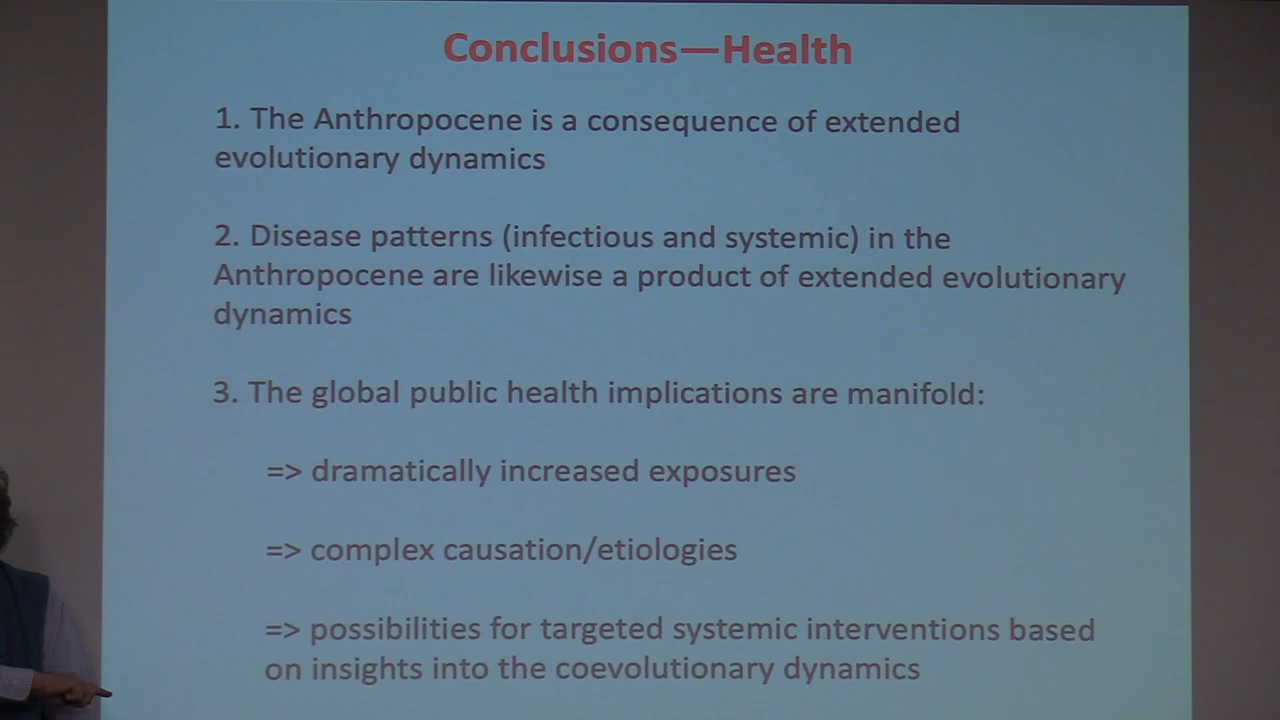 Conclusions—Health
1. The Anthropocene is a consequence of extended
evolutionary dynamics
2. Disease patterns (infectious and systemic) in the
Anthropocene are likewise a product of extended evolutionary
dynamics
3. The global public health implications are manifold:
=> dramatically increased exposures
=> complex causation/etiologies
=> possibilities for targeted systemic interventions based
on insights into the coevolutionary dynamics